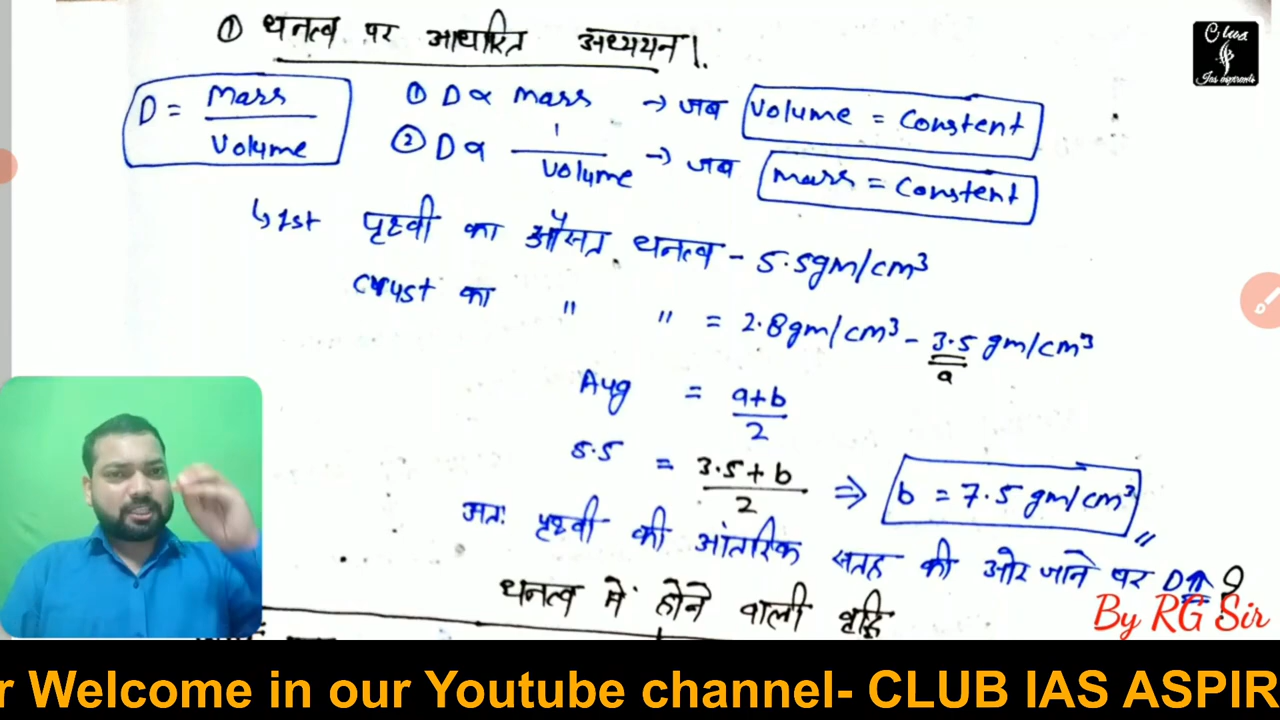 ① घनत्व पर आधारित अध्ययन।.
D = Mass / Volume
① D ∝ mass → जब Volume = Constent
② D ∝ 1 / Volume → जब mass = Constent
↳ 1st पृथ्वी का औसत घनत्व - 5.5gm/cm³
Crust का " " = 2.8gm/cm³ - 3.5 gm/cm³
a
Avg = a+b / 2
5.5 = 3.5+b / 2 ⇒ b = 7.5 gm/cm³
अतः पृथ्वी की आंतरिक सतह की ओर जाने पर D⇑
घनत्व में होने वाली वृद्धि
By RG Sir
Club
Ias aspirants
r Welcome in our Youtube channel- CLUB IAS ASPIR